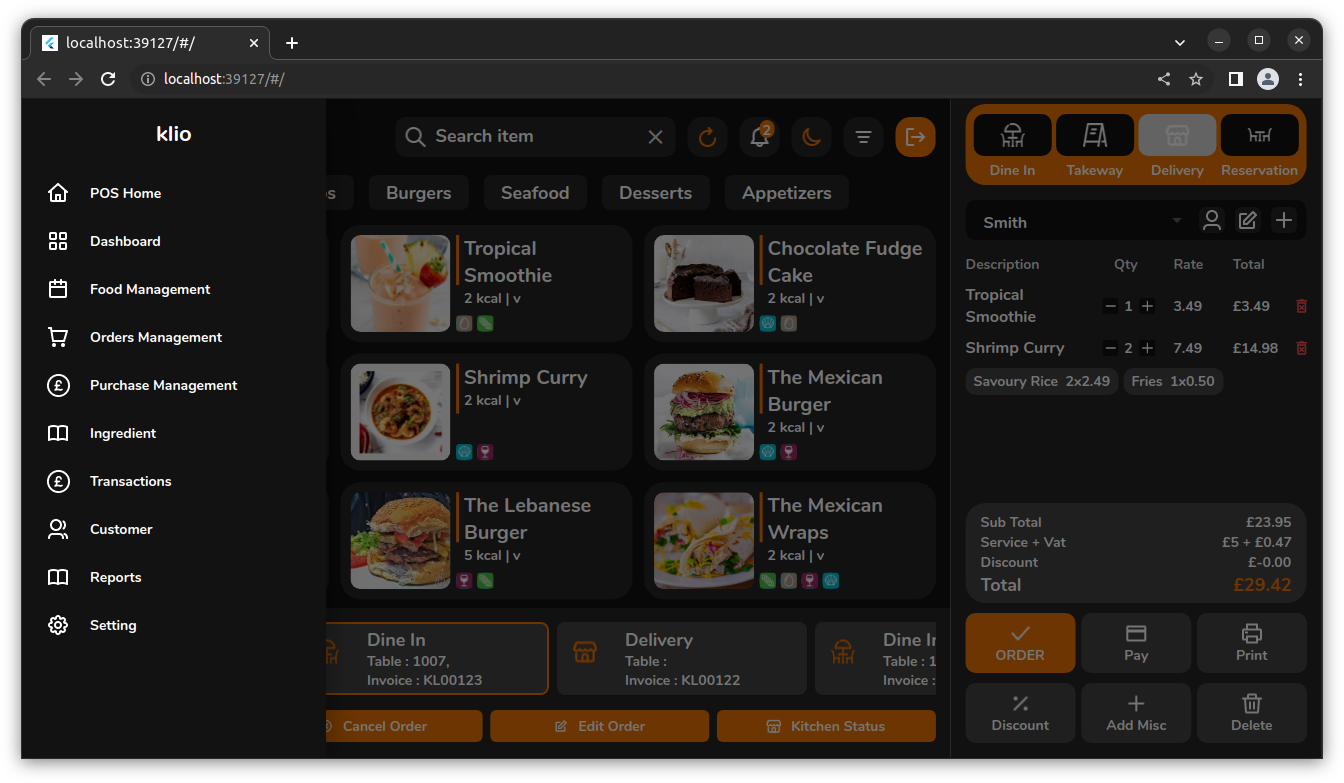 localhost:39127/#/
localhost:39127/#/
klio
POS Home
Dashboard
Food Management
Orders Management
Purchase Management
Ingredient
Transactions
Customer
Reports
Setting
Search item
2
Burgers
Seafood
Desserts
Appetizers
Tropical
Smoothie
2 kcal | v
Chocolate Fudge
Cake
2 kcal | v
Shrimp Curry
2 kcal | v
The Mexican
Burger
2 kcal | v
The Lebanese
Burger
5 kcal | v
The Mexican
Wraps
2 kcal | v
Dine In
Table : 1007,
Invoice : KL00123
Delivery
Table :
Invoice : KL00122
Dine In
Table : 1
Invoice :
Cancel Order
Edit Order
Kitchen Status
Dine In
Takeway
Delivery
Reservation
Smith
Description Qty Rate Total
Tropical
Smoothie
1 3.49 £3.49
Shrimp Curry 2 7.49 £14.98
Savoury Rice 2x2.49 Fries 1x0.50
Sub Total £23.95
Service + Vat £5 + £0.47
Discount £-0.00
Total £29.42
ORDER
Pay
Print
Discount
Add Misc
Delete